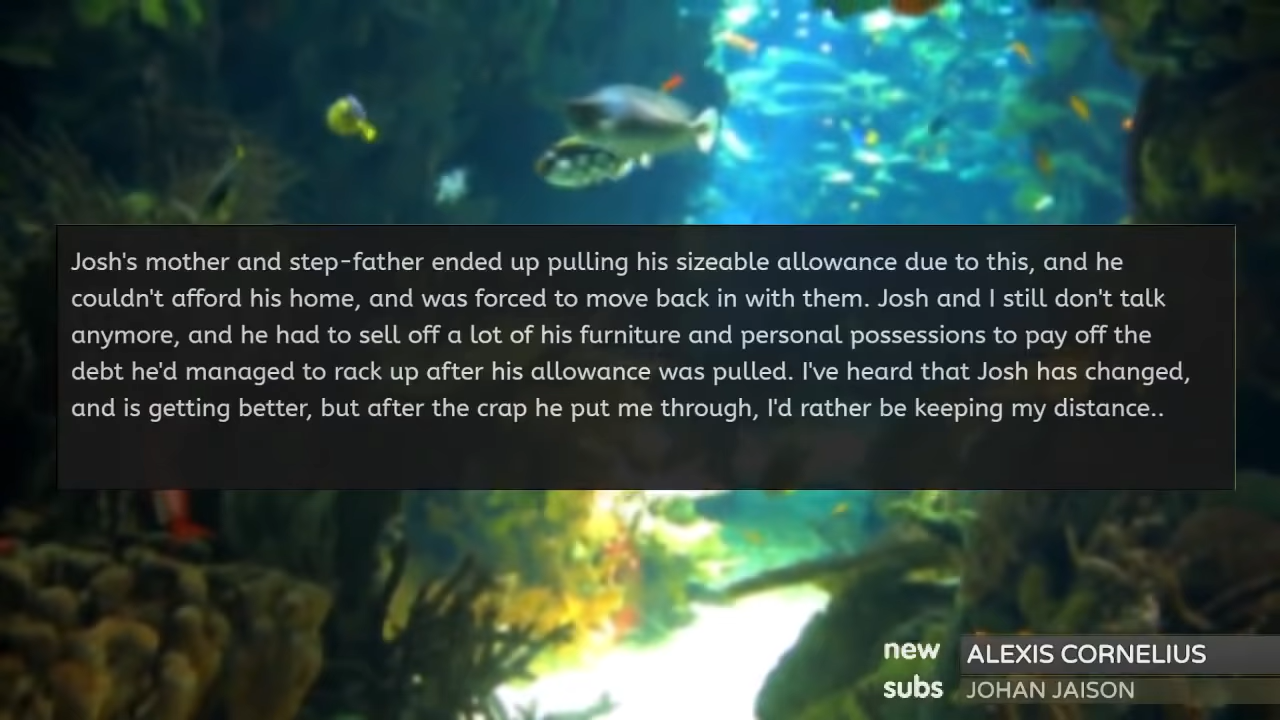 Josh's mother and step-father ended up pulling his sizeable allowance due to this, and he
couldn't afford his home, and was forced to move back in with them. Josh and I still don't talk
anymore, and he had to sell off a lot of his furniture and personal possessions to pay off the
debt he'd managed to rack up after his allowance was pulled. I've heard that Josh has changed,
and is getting better, but after the crap he put me through, I'd rather be keeping my distance..
new
subs
ALEXIS CORNELIUS
JOHAN JAISON